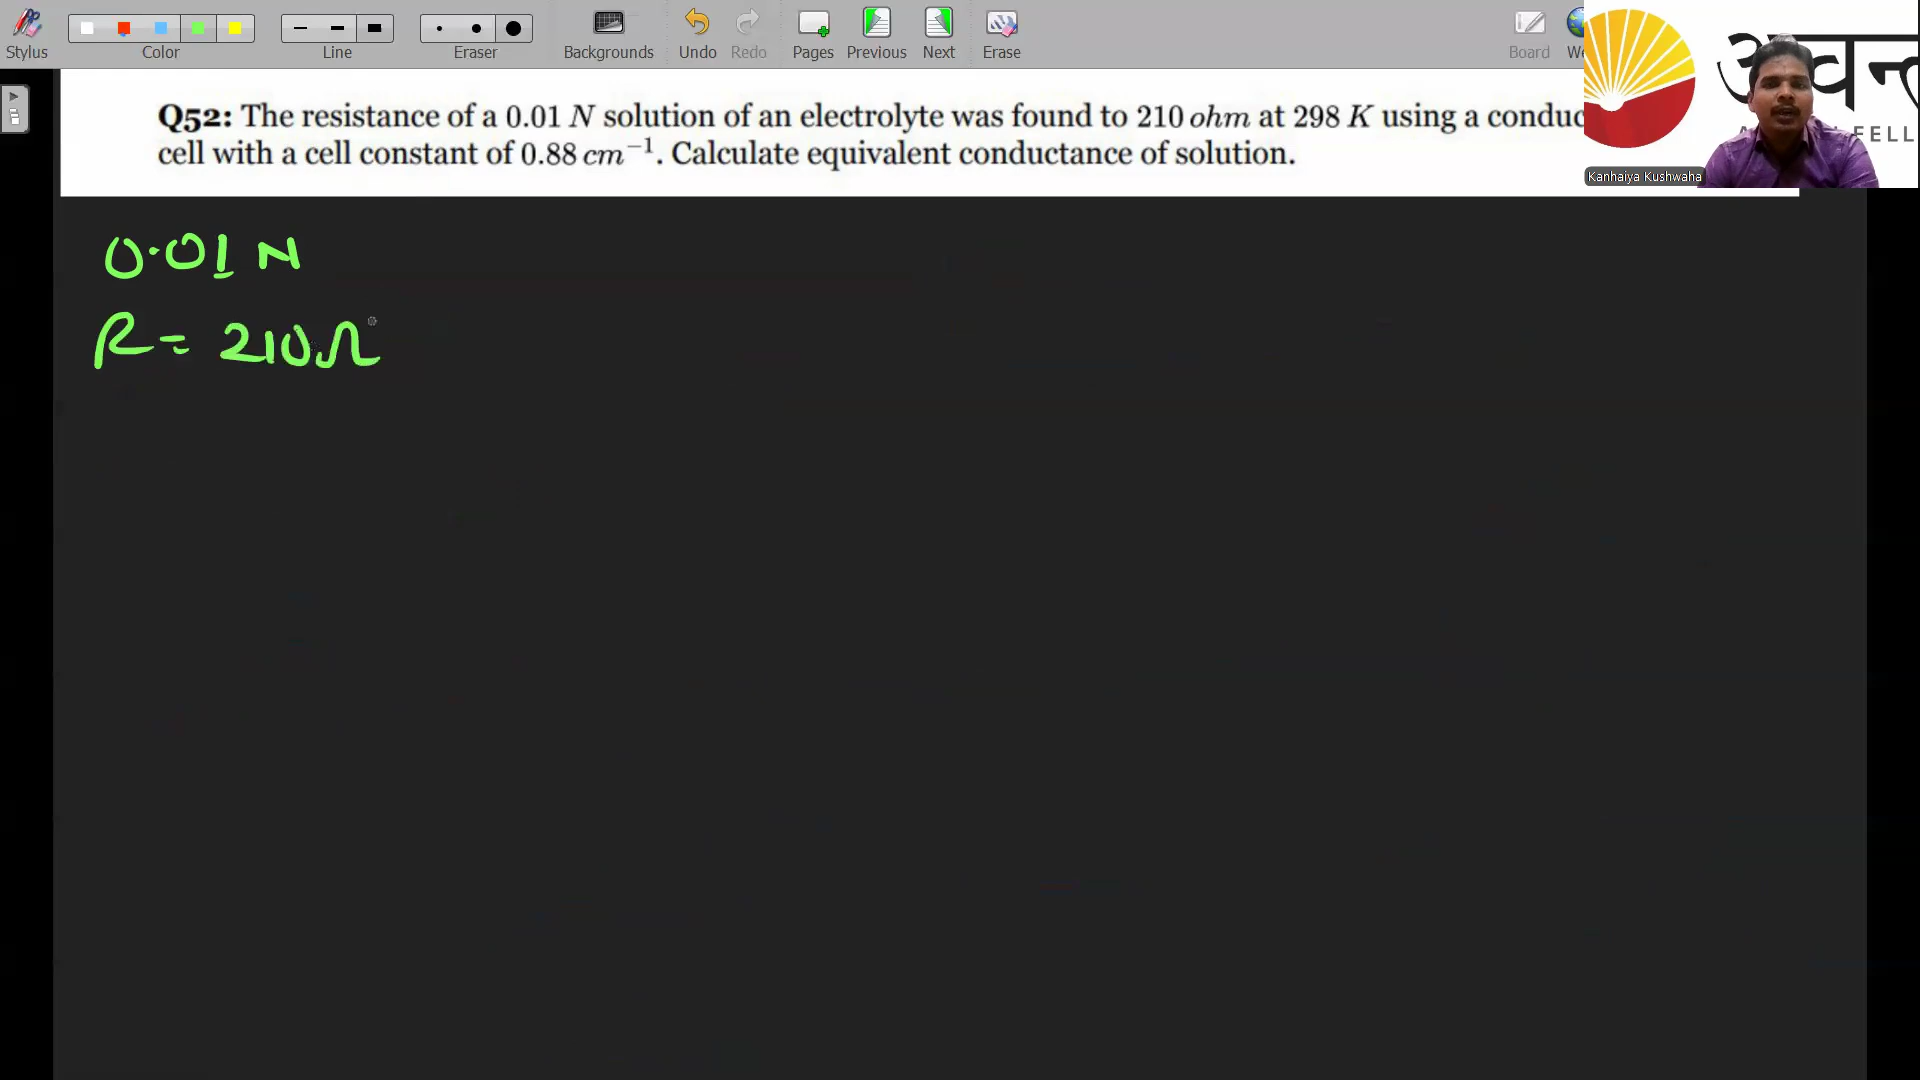 Stylus Color Line Eraser Backgrounds Undo Redo Pages Previous Next Erase Board
अवन्त
FELL
Kanhaiya Kushwaha
Q52: The resistance of a 0.01 N solution of an electrolyte was found to 210 ohm at 298 K using a conduc
cell with a cell constant of 0.88 cm⁻¹. Calculate equivalent conductance of solution.
0.01 N
R = 210Ω